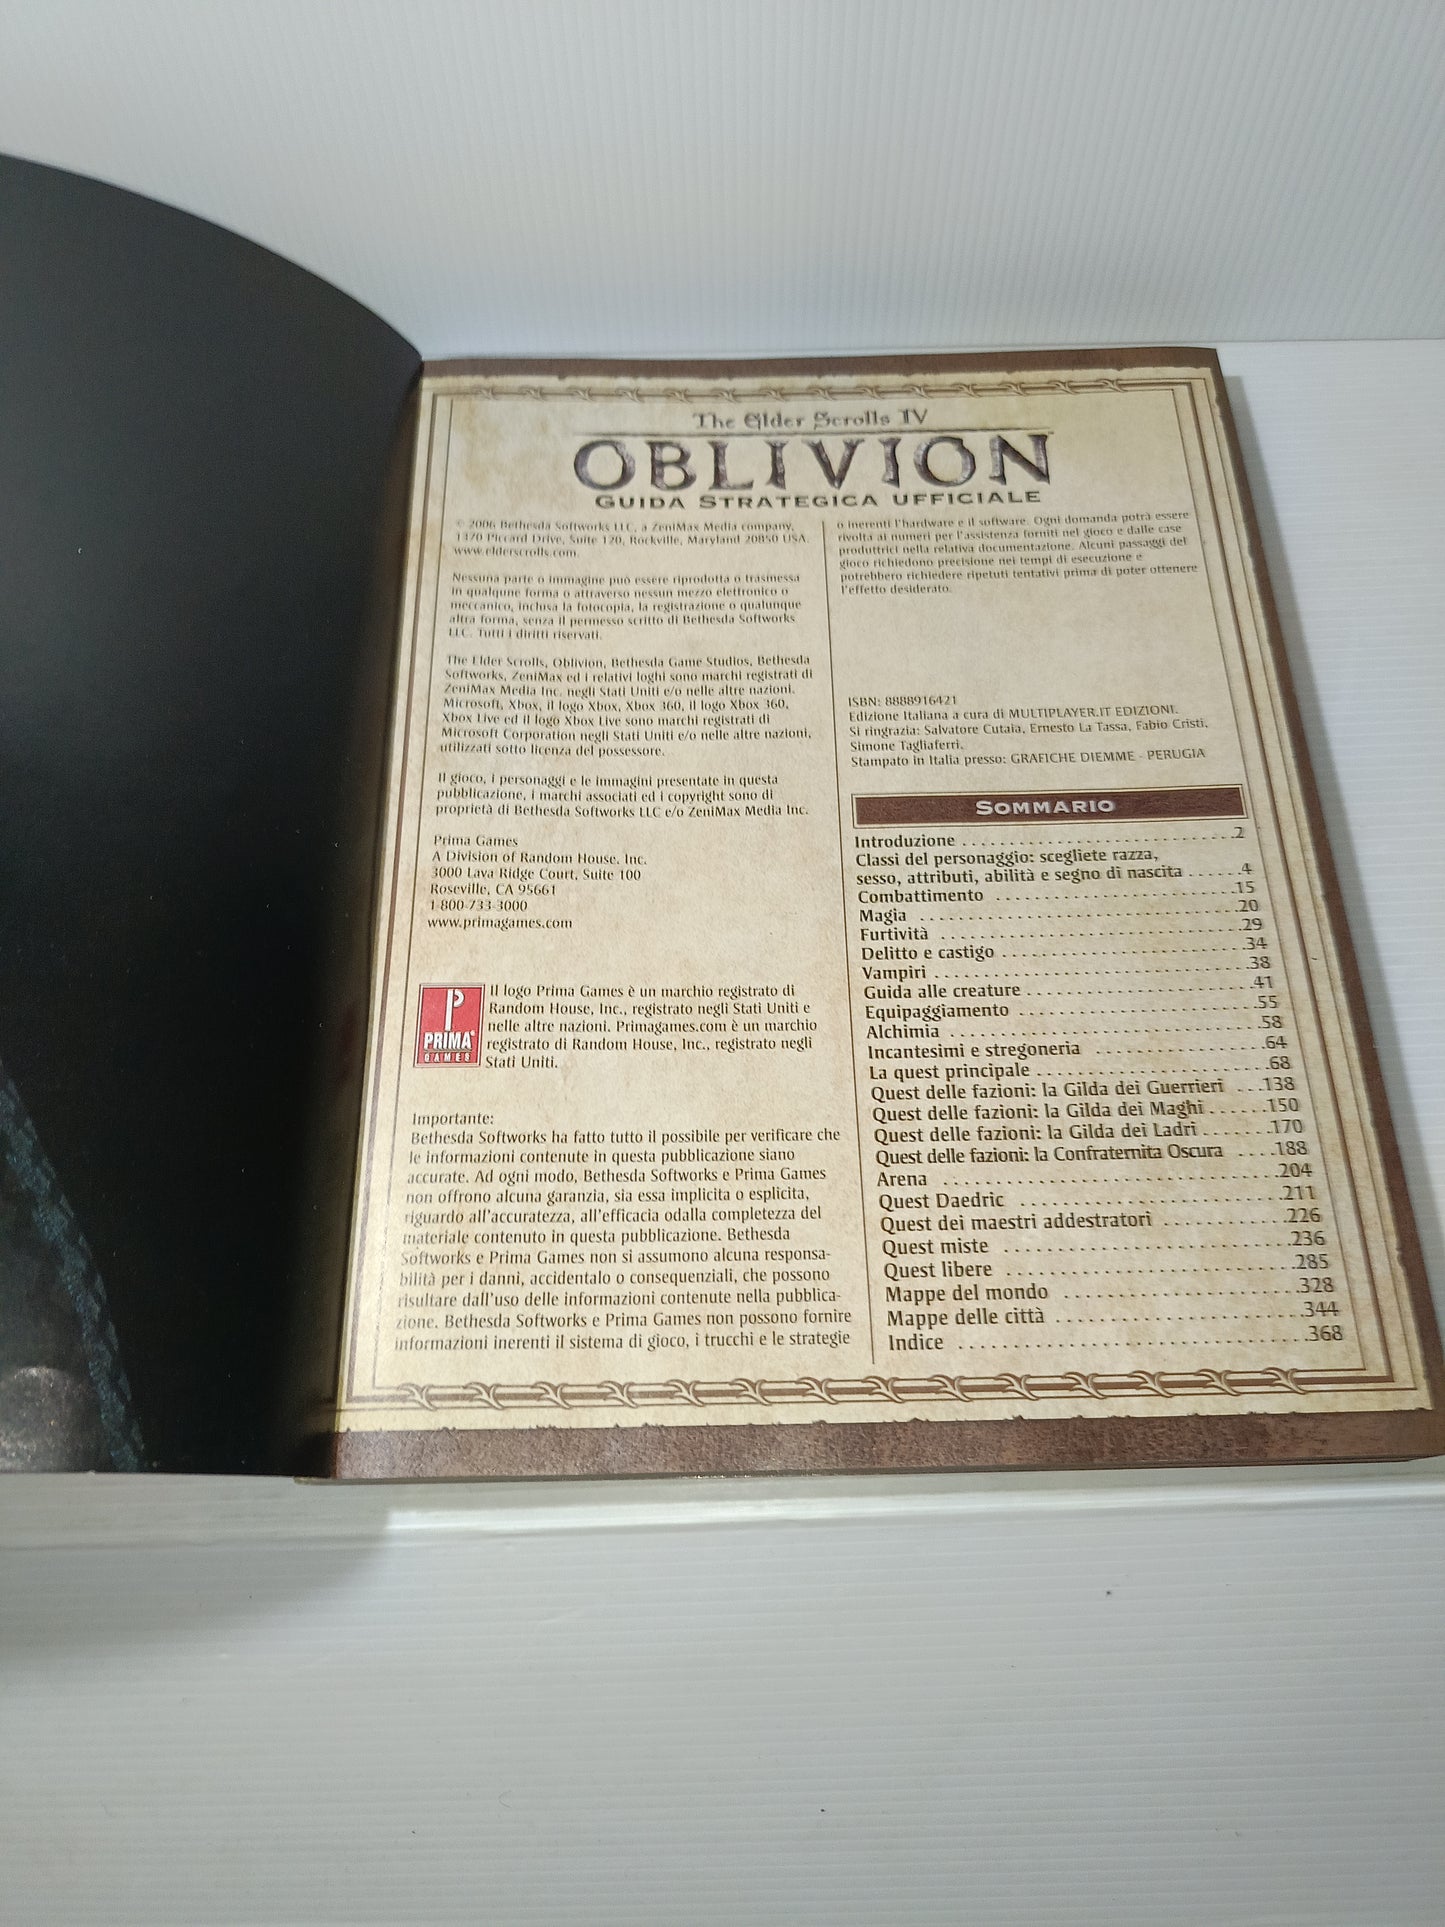 The Elder Scrolls IV
OBLIVION
GUIDA STRATEGICA UFFICIALE
© 2006 Bethesda Softworks LLC, a ZeniMax Media company,
1370 Piccard Drive, Suite 120, Rockville, Maryland 20850 USA.
www.elderscrolls.com
Nessuna parte o immagine può essere riprodotta o trasmessa
in qualque forma o attraverso nessun mezzo elettronico o
meccanico, inclusa la fotocopia, la registrazione o qualunque
altra forma, senza il permesso scritto di Bethesda Softworks
LLC. Tutti i diritti riservati.
The Elder Scrolls, Oblivion, Bethesda Game Studios, Bethesda
Softworks, ZeniMax ed i relativi loghi sono marchi registrati di
ZeniMax Media Inc. negli Stati Uniti e/o nelle altre nazioni.
Microsoft, Xbox, il logo Xbox, Xbox 360, il logo Xbox 360,
Xbox Live ed il logo Xbox Live sono marchi registrati di
Microsoft Corporation negli Stati Uniti e/o nelle altre nazioni,
utilizzati sotto licenza del possessore.
Il gioco, i personaggi e le immagini presentate in questa
pubblicazione, i marchi associati ed i copyright sono di
proprietà di Bethesda Softworks LLC e/o ZeniMax Media Inc.
Prima Games
A Division of Random House, Inc.
3000 Lava Ridge Court, Suite 100
Roseville, CA 95661
1-800-733-3000
www.primagames.com
P
PRIMA®
GAMES
Il logo Prima Games è un marchio registrato di
Random House, Inc., registrato negli Stati Uniti e
nelle altre nazioni. Primagames.com è un marchio
registrato di Random House, Inc., registrato negli
Stati Uniti.
Importante:
Bethesda Softworks ha fatto tutto il possibile per verificare che
le informazioni contenute in questa pubblicazione siano
accurate. Ad ogni modo, Bethesda Softworks e Prima Games
non offrono alcuna garanzia, sia essa implicita o esplicita,
riguardo all'accuratezza, all'efficacia odalla completezza del
materiale contenuto in questa pubblicazione. Bethesda
Softworks e Prima Games non si assumono alcuna responsa-
bilità per i danni, accidentalo o consequenziali, che possono
risultare dall'uso delle informazioni contenute nella pubblica-
zione. Bethesda Softworks e Prima Games non possono fornire
informazioni inerenti il sistema di gioco, i trucchi e le strategie
o inerenti l'hardware e il software. Ogni domanda potrà essere
rivolta ai numeri per l'assistenza forniti nel gioco e dalle case
produttrici nella relativa documentazione. Alcuni passaggi del
gioco richiedono precisione nei tempi di esecuzione e
potrebbero richiedere ripetuti tentativi prima di poter ottenere
l'effetto desiderato.
ISBN: 8888916421
Edizione Italiana a cura di MULTIPLAYER.IT EDIZIONI.
Si ringrazia: Salvatore Cutaia, Ernesto La Tassa, Fabio Cristi,
Simone Tagliaferri.
Stampato in Italia presso: GRAFICHE DIEMME - PERUGIA
SOMMARIO
Introduzione . . . . . . . . . . . . . . . . . . . . . . . . . .2
Classi del personaggio: scegliete razza,
sesso, attributi, abilità e segno di nascita . . . . . .4
Combattimento . . . . . . . . . . . . . . . . . . . . . . .15
Magia . . . . . . . . . . . . . . . . . . . . . . . . . . . . . .20
Furtività . . . . . . . . . . . . . . . . . . . . . . . . . . . .29
Delitto e castigo . . . . . . . . . . . . . . . . . . . . . .34
Vampiri . . . . . . . . . . . . . . . . . . . . . . . . . . . . .38
Guida alle creature . . . . . . . . . . . . . . . . . . . .41
Equipaggiamento . . . . . . . . . . . . . . . . . . . . .55
Alchimia . . . . . . . . . . . . . . . . . . . . . . . . . . . .58
Incantesimi e stregoneria . . . . . . . . . . . . . . .64
La quest principale . . . . . . . . . . . . . . . . . . . .68
Quest delle fazioni: la Gilda dei Guerrieri . . .138
Quest delle fazioni: la Gilda dei Maghi . . . . . .150
Quest delle fazioni: la Gilda dei Ladri . . . . . . .170
Quest delle fazioni: la Confraternita Oscura . . . .188
Arena . . . . . . . . . . . . . . . . . . . . . . . . . . . . . .204
Quest Daedric . . . . . . . . . . . . . . . . . . . . . . . .211
Quest dei maestri addestratori . . . . . . . . . . .226
Quest miste . . . . . . . . . . . . . . . . . . . . . . . . .236
Quest libere . . . . . . . . . . . . . . . . . . . . . . . . .285
Mappe del mondo . . . . . . . . . . . . . . . . . . . .328
Mappe delle città . . . . . . . . . . . . . . . . . . . . .344
Indice . . . . . . . . . . . . . . . . . . . . . . . . . . . . . .368